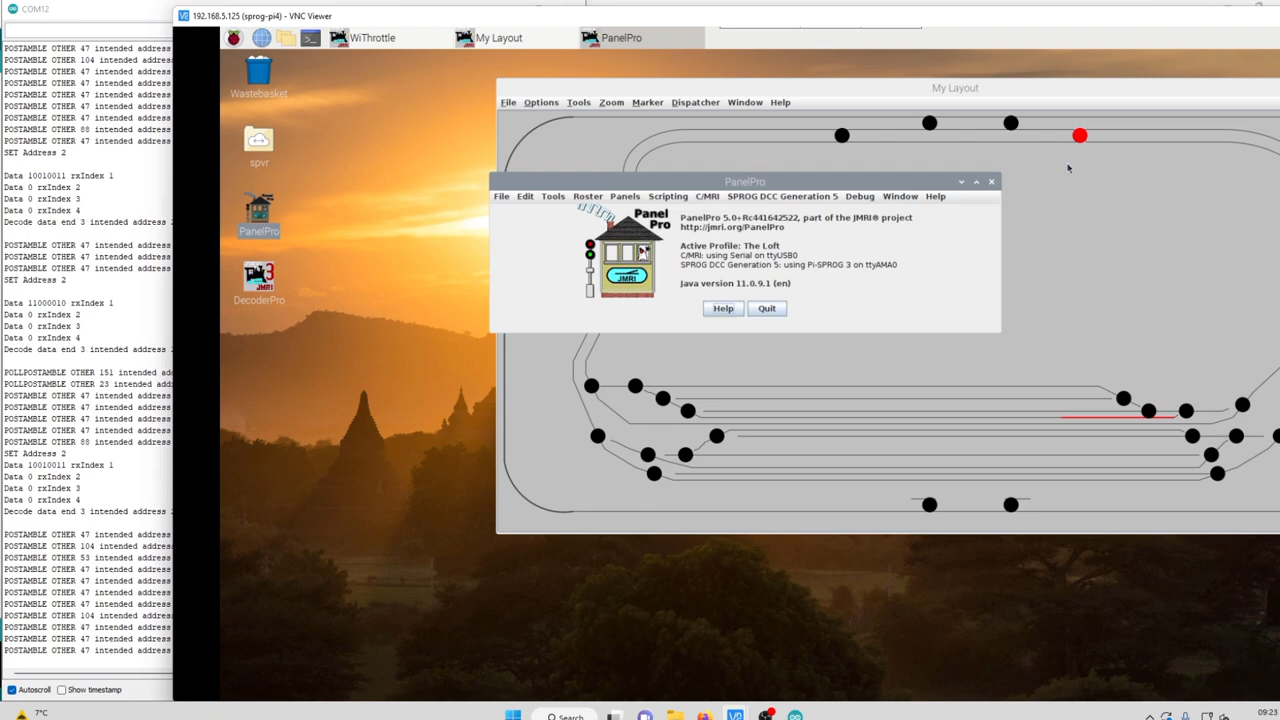 COM12
192.168.5.125 (sprog-pi4) - VNC Viewer
WiThrottle
My Layout
PanelPro
POSTAMBLE OTHER 47 intended address
POSTAMBLE OTHER 104 intended address
POSTAMBLE OTHER 47 intended address
POSTAMBLE OTHER 47 intended address
POSTAMBLE OTHER 47 intended address
POSTAMBLE OTHER 47 intended address
POSTAMBLE OTHER 47 intended address
POSTAMBLE OTHER 88 intended address
POSTAMBLE OTHER 47 intended address
SET Address 2
Data 10010011 rxIndex 1
Data 0 rxIndex 2
Data 0 rxIndex 3
Data 0 rxIndex 4
Decode data end 3 intended address
POSTAMBLE OTHER 47 intended address
POSTAMBLE OTHER 47 intended address
SET Address 2
Data 11000010 rxIndex 1
Data 0 rxIndex 2
Data 0 rxIndex 3
Data 0 rxIndex 4
Decode data end 3 intended address
POLLPOSTAMBLE OTHER 151 intended ad
POLLPOSTAMBLE OTHER 23 intended addr
POSTAMBLE OTHER 47 intended address
POSTAMBLE OTHER 47 intended address
POSTAMBLE OTHER 47 intended address
POSTAMBLE OTHER 47 intended address
POSTAMBLE OTHER 88 intended address
SET Address 2
Data 10010011 rxIndex 1
Data 0 rxIndex 2
Data 0 rxIndex 3
Data 0 rxIndex 4
Decode data end 3 intended address
POSTAMBLE OTHER 47 intended address
POSTAMBLE OTHER 104 intended address
POSTAMBLE OTHER 53 intended address
POSTAMBLE OTHER 47 intended address
POSTAMBLE OTHER 47 intended address
POSTAMBLE OTHER 47 intended address
POSTAMBLE OTHER 47 intended address
POSTAMBLE OTHER 104 intended address
POSTAMBLE OTHER 47 intended address
POSTAMBLE OTHER 47 intended address
POSTAMBLE OTHER 47 intended address
Autoscroll Show timestamp
Wastebasket
spvr
PanelPro
3
DecoderPro
My Layout
File Options Tools Zoom Marker Dispatcher Window Help
PanelPro
File Edit Tools Roster Panels Scripting C/MRI SPROG DCC Generation 5 Debug Window Help
Panel
Pro
JMRI
PanelPro 5.0+Rc441642522, part of the JMRI® project
http://jmri.org/PanelPro
Active Profile: The Loft
C/MRI: using Serial on ttyUSB0
SPROG DCC Generation 5: using Pi-SPROG 3 on ttyAMA0
Java version 11.0.9.1 (en)
Help Quit
7°C
Search
09:23